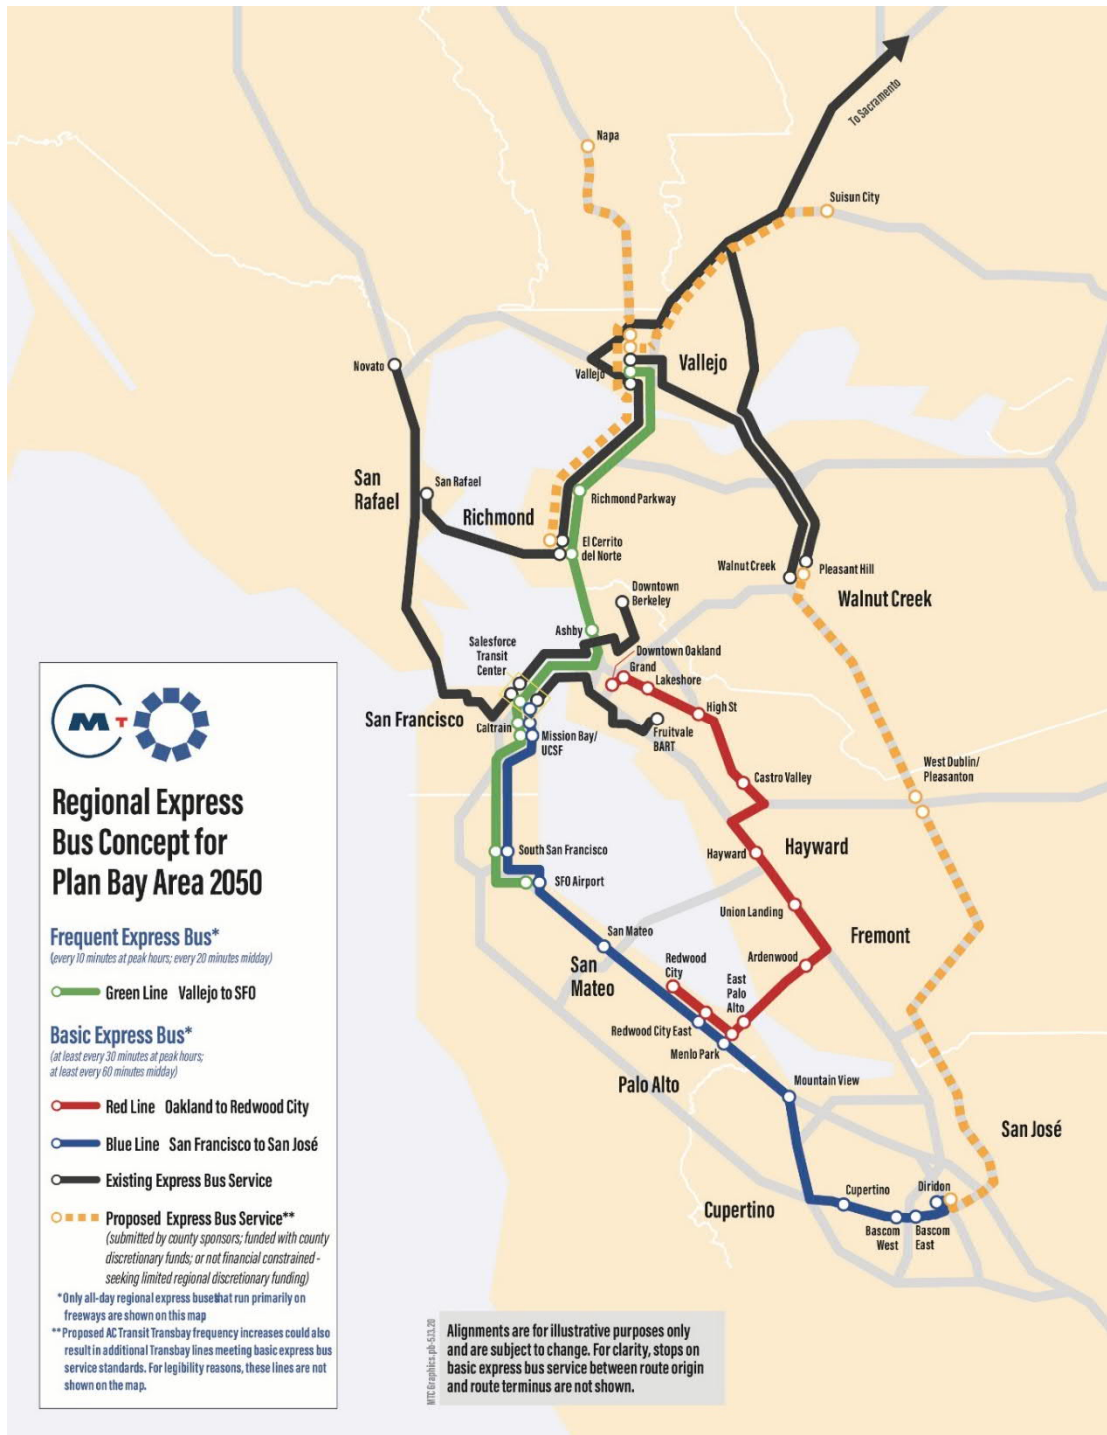 To Sacramento
Napa
Suisun City
Vallejo
Novato
Vallejo
San
Rafael
San Rafael
Richmond
Richmond Parkway
El Cerrito
del Norte
Walnut Creek
Pleasant Hill
Walnut Creek
Downtown
Berkeley
Ashby
Salesforce
Transit
Center
Downtown Oakland
Grand
Lakeshore
High St
San Francisco
Caltrain
Mission Bay/
UCSF
Fruitvale
BART
West Dublin/
Pleasanton
Castro Valley
Hayward
Hayward
South San Francisco
SFO Airport
Union Landing
San Mateo
San
Mateo
Fremont
Ardenwood
Redwood
City
East
Palo
Alto
Redwood City East
Menlo Park
Palo Alto
Mountain View
San José
Cupertino
Cupertino
Diridon
Bascom
West
Bascom
East
M T
Regional Express
Bus Concept for
Plan Bay Area 2050
Frequent Express Bus*
(every 10 minutes at peak hours; every 20 minutes midday)
Green Line Vallejo to SFO
Basic Express Bus*
(at least every 30 minutes at peak hours;
at least every 60 minutes midday)
Red Line Oakland to Redwood City
Blue Line San Francisco to San José
Existing Express Bus Service
Proposed Express Bus Service**
(submitted by county sponsors; funded with county
discretionary funds; or not financial constrained -
seeking limited regional discretionary funding)
*Only all-day regional express buses that run primarily on
freeways are shown on this map
**Proposed AC Transit Transbay frequency increases could also
result in additional Transbay lines meeting basic express bus
service standards. For legibility reasons, these lines are not
shown on the map.
MTC Graphics.pb-5.13.20
Alignments are for illustrative purposes only
and are subject to change. For clarity, stops on
basic express bus service between route origin
and route terminus are not shown.